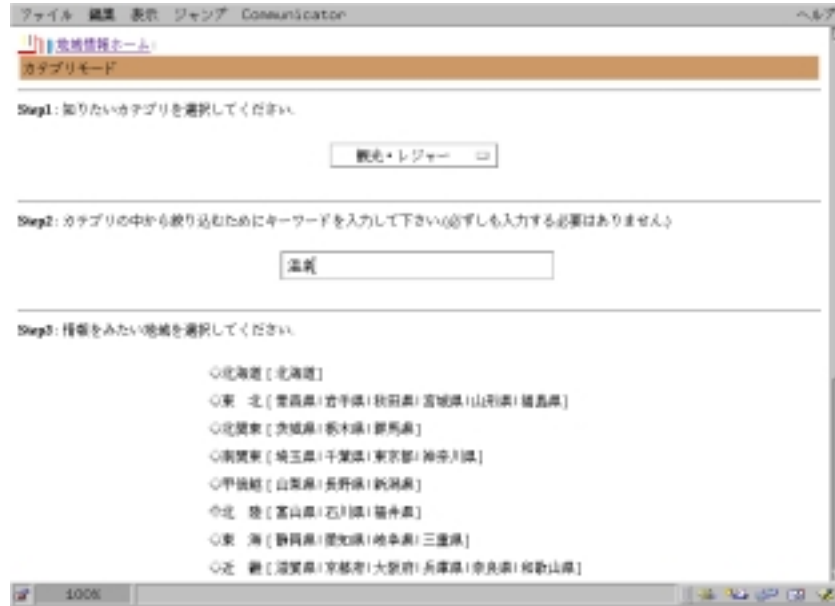 ファイル 編集 表示 ジャンプ Communicator ヘルプ
地域情報ホーム
カテゴリモード
Step1: 知りたいカテゴリを選択してください.
観光・レジャー
Step2: カテゴリの中から絞り込むためにキーワードを入力して下さい(必ずしも入力する必要はありません.)
温泉
Step3: 情報をみたい地域を選択してください.
◇北海道 [ 北海道]
◇東 北 [ 青森県|岩手県|秋田県|宮城県|山形県|福島県]
◇北関東 [ 茨城県|栃木県|群馬県]
◇南関東 [ 埼玉県|千葉県|東京都|神奈川県]
◇甲信越 [ 山梨県|長野県|新潟県]
◇北 陸 [ 富山県|石川県|福井県]
◇東 海 [ 静岡県|愛知県|岐阜県|三重県]
◇近 畿 [ 滋賀県|京都府|大阪府|兵庫県|奈良県|和歌山県]
100%